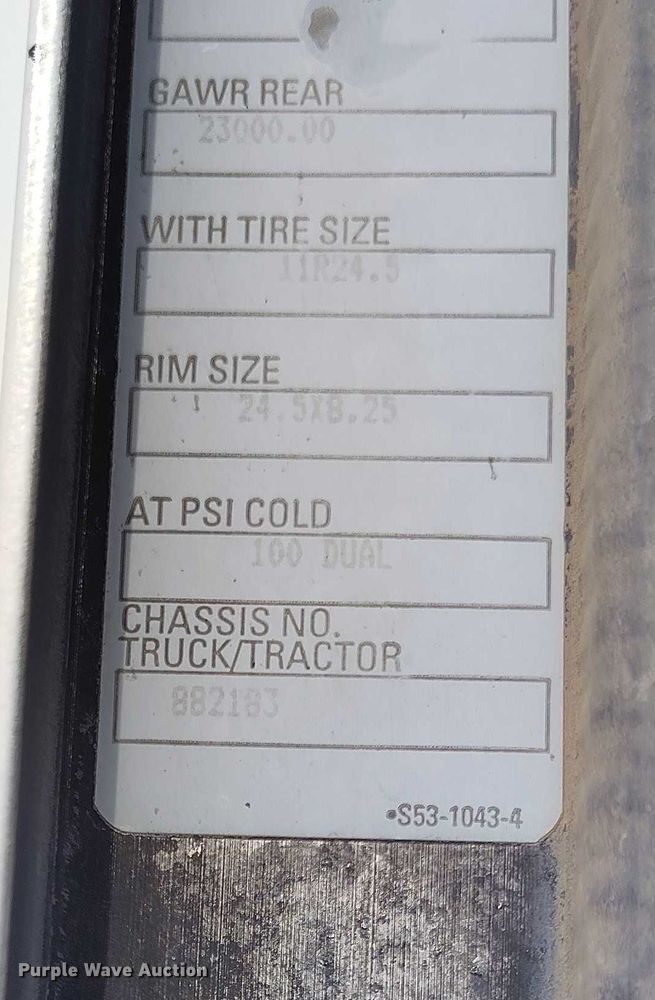 GAWR REAR
23000.00
WITH TIRE SIZE
11R24.5
RIM SIZE
24.5X8.25
AT PSI COLD
100 DUAL
CHASSIS NO.
TRUCK/TRACTOR
882183
•S53-1043-4
Purple Wave Auction